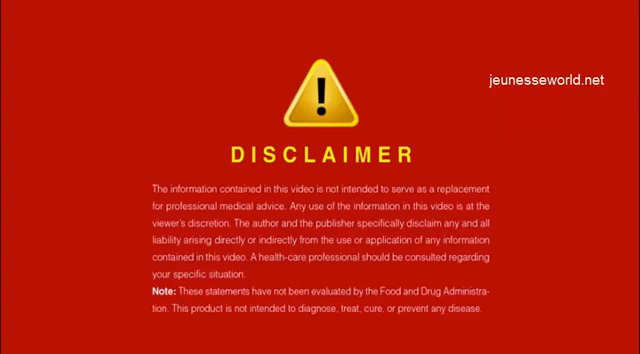 jeunesseworld.net
DISCLAIMER
The information contained in this video is not intended to serve as a replacement
for professional medical advice. Any use of the information in this video is at the
viewer's discretion. The author and the publisher specifically disclaim any and all
liability arising directly or indirectly from the use or application of any information
contained in this video. A health-care professional should be consulted regarding
your specific situation.
Note: These statements have not been evaluated by the Food and Drug Administra-
tion. This product is not intended to diagnose, treat, cure, or prevent any disease.